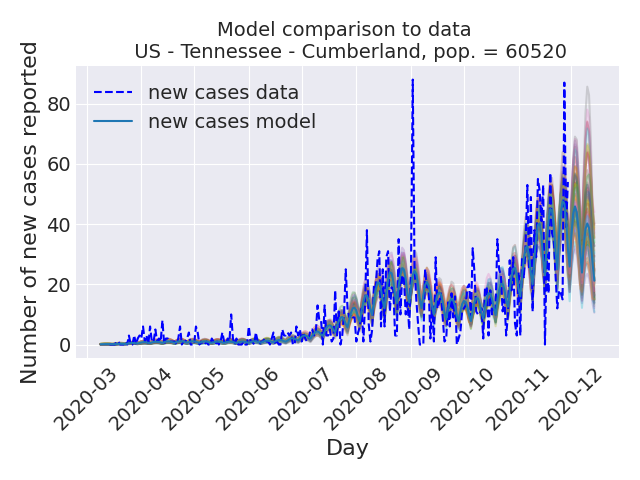 Model comparison to data
US - Tennessee - Cumberland, pop. = 60520
Number of new cases reported
80
60
40
20
0
new cases data
new cases model
2020-03
2020-04
2020-05
2020-06
2020-07
2020-08
2020-09
2020-10
2020-11
2020-12
Day